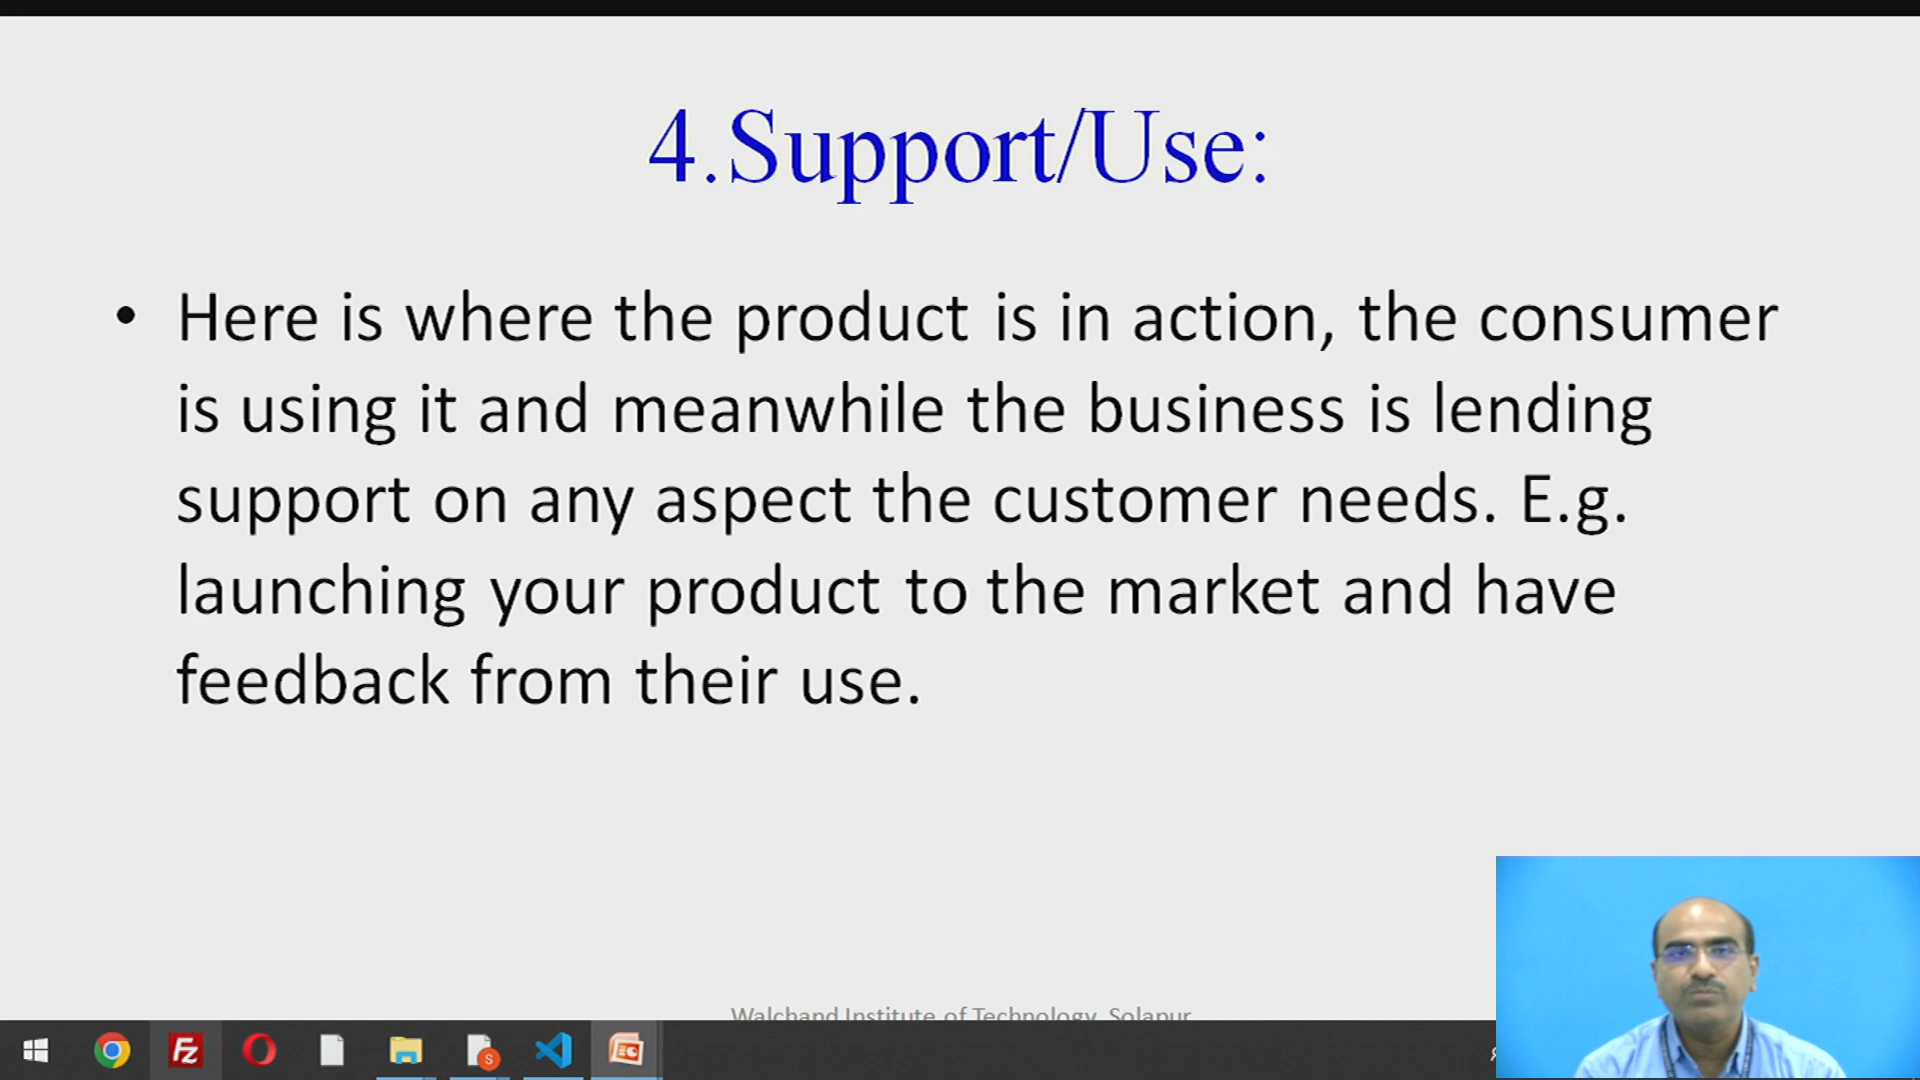 4.Support/Use:
• Here is where the product is in action, the consumer
is using it and meanwhile the business is lending
support on any aspect the customer needs. E.g.
launching your product to the market and have
feedback from their use.
Walchand Institute of Technology, Solapur